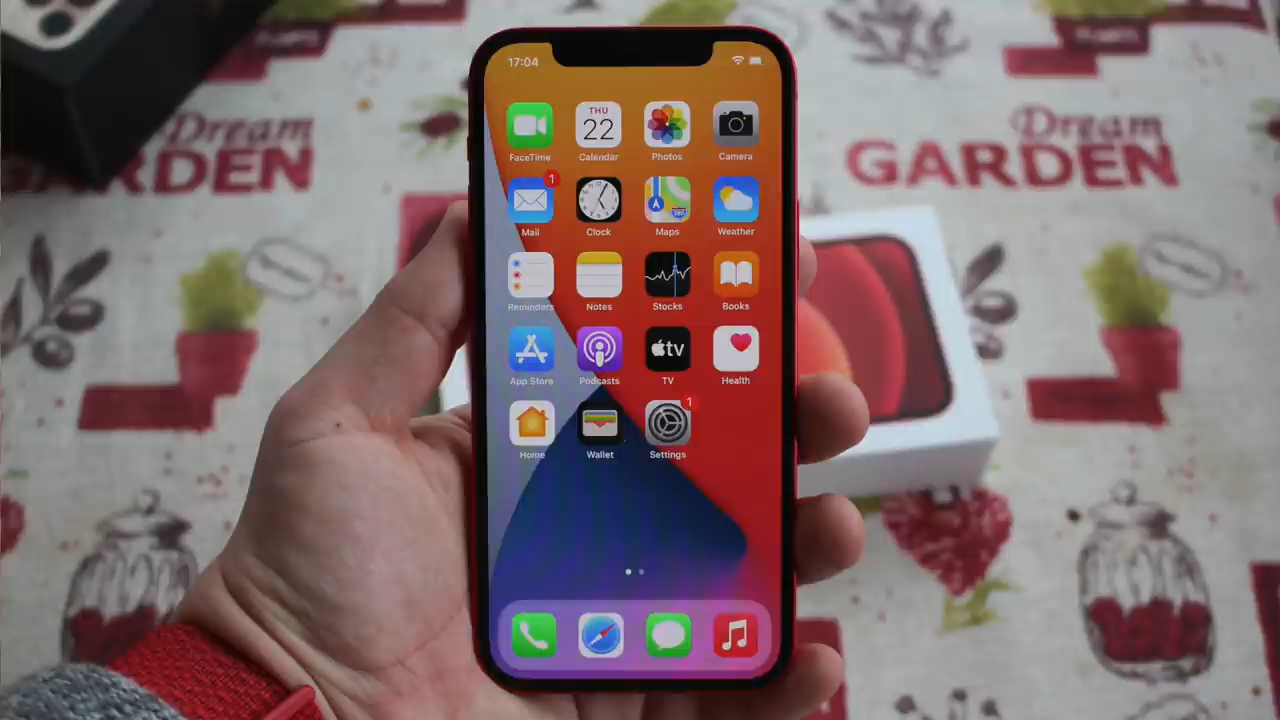 Dream
GARDEN
Dream
GARDEN
17:04
FaceTime
THU
22
Calendar
Photos
Camera
1
Mail
Clock
280
Maps
Weather
Reminders
Notes
Stocks
Books
App Store
Podcasts
tv
TV
Health
Home
Wallet
1
Settings